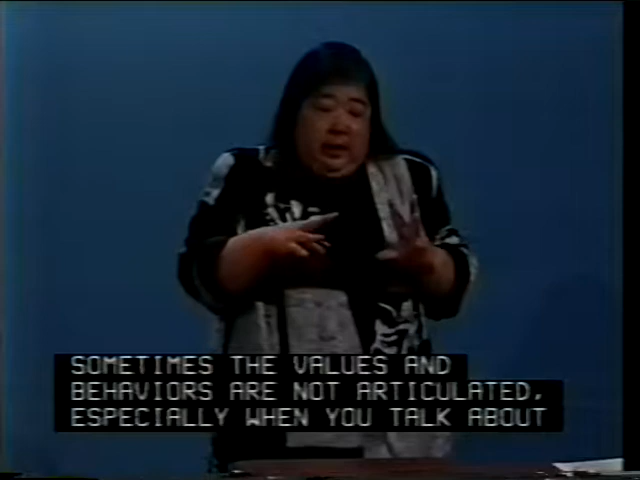 SOMETIMES THE VALUES AND
BEHAVIORS ARE NOT ARTICULATED,
ESPECIALLY WHEN YOU TALK ABOUT